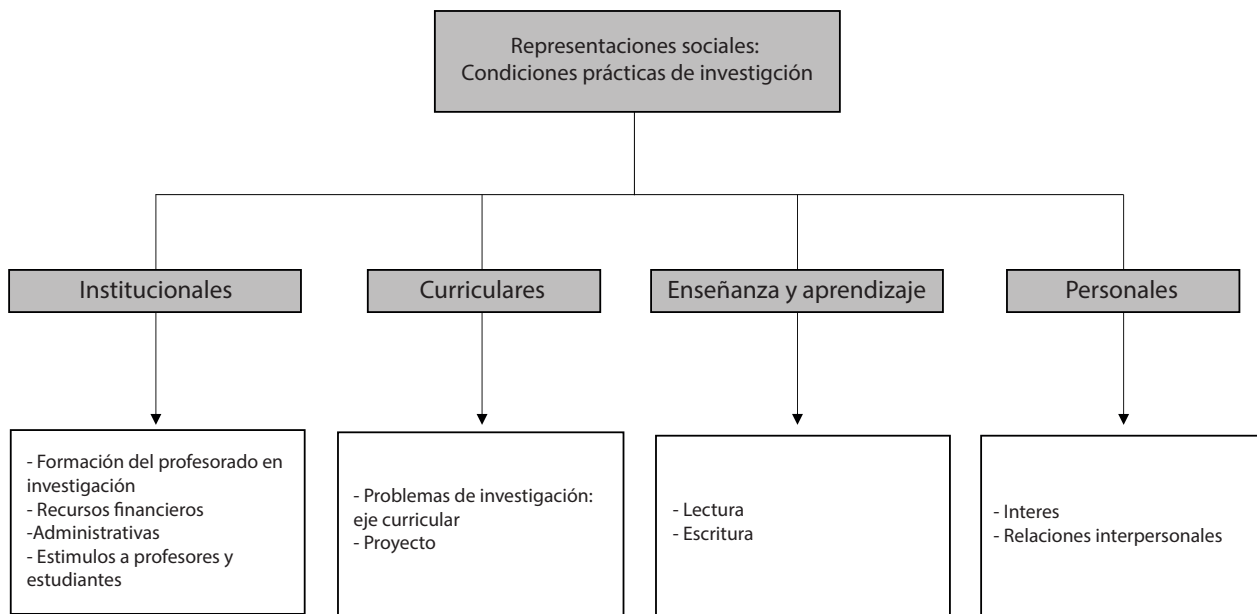 Representaciones sociales:
Condiciones prácticas de investigción
Institucionales
Curriculares
Enseñanza y aprendizaje
Personales
- Formación del profesorado en
investigación
- Recursos financieros
-Administrativas
- Estimulos a profesores y
estudiantes
- Problemas de investigación:
eje curricular
- Proyecto
- Lectura
- Escritura
- Interes
- Relaciones interpersonales